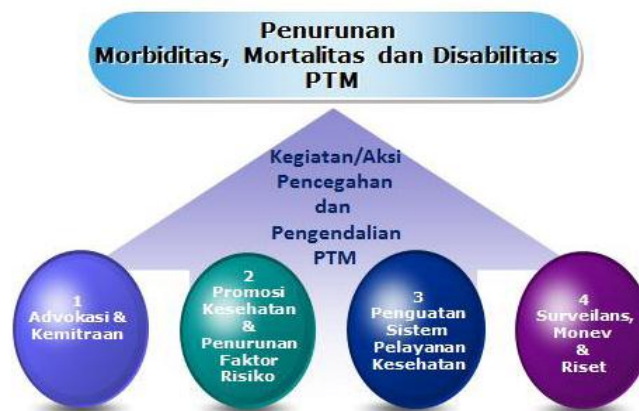 Penurunan
Morbiditas, Mortalitas dan Disabilitas
PTM
Kegiatan/Aksi
Pencegahan
dan
Pengendalian
PTM
1
Advokasi &
Kemitraan
2
Promosi
Kesehatan
&
Penurunan
Faktor
Risiko
3
Penguatan
Sistem
Pelayanan
Kesehatan
4
Surveilans,
Monev
&
Riset